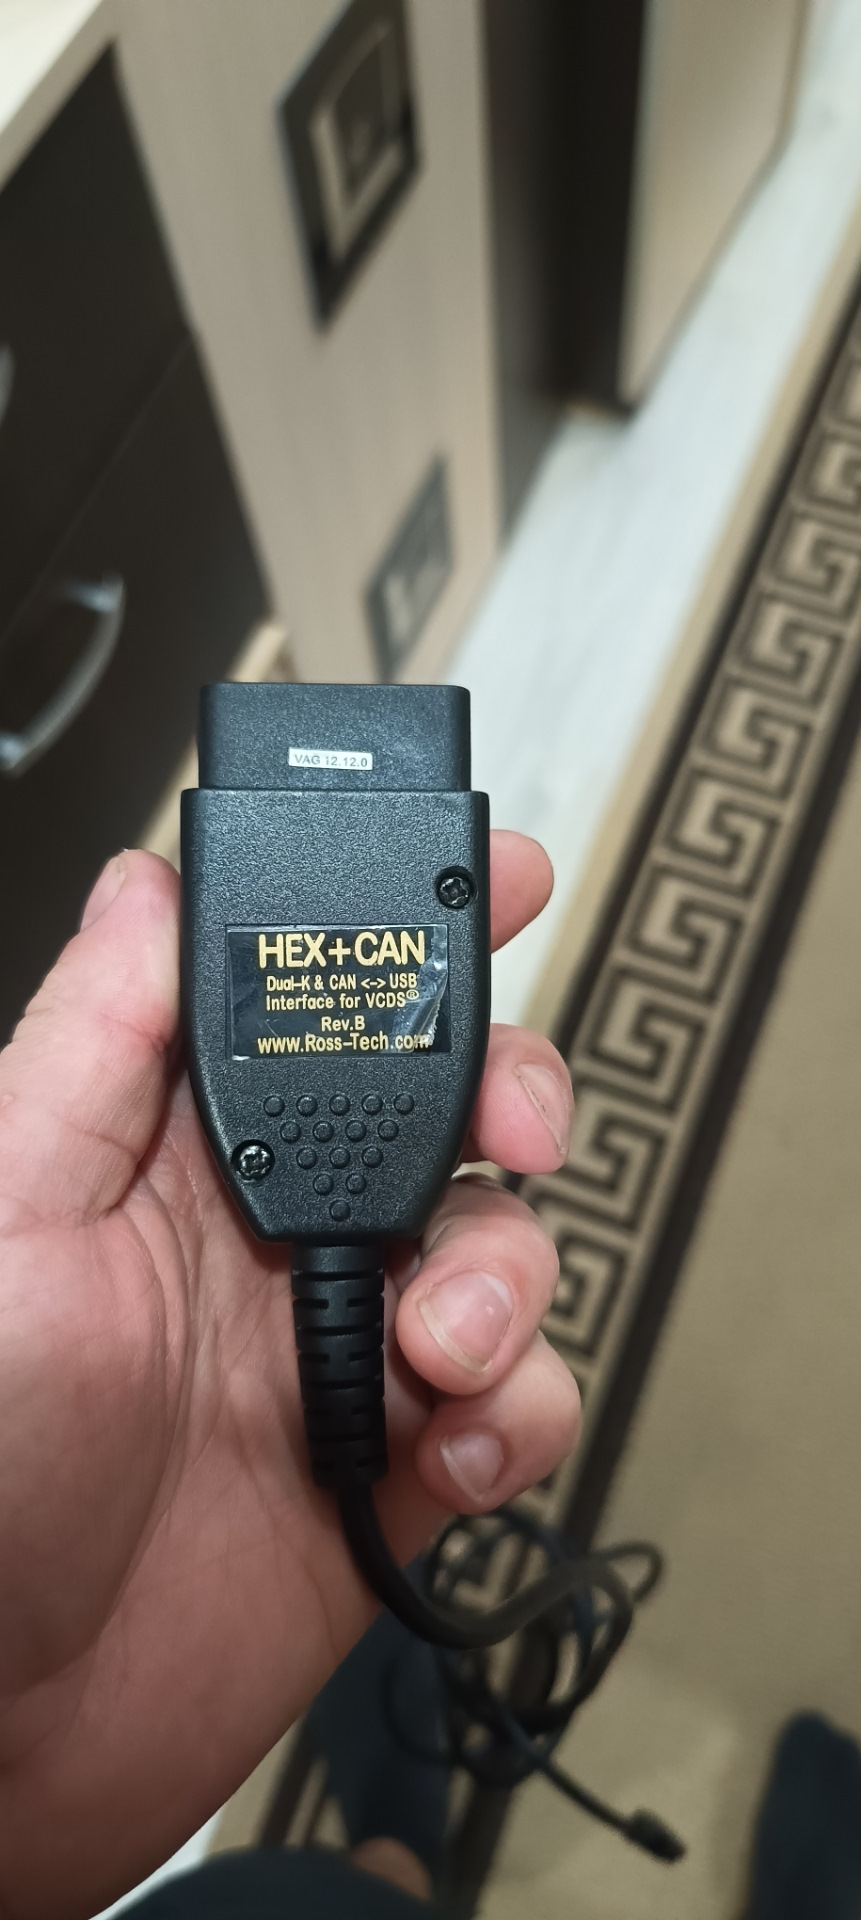 VAG 12.12.0
HEX+CAN
Dual-K & CAN <-> USB
Interface for VCDS®
Rev.B
www.Ross-Tech.com